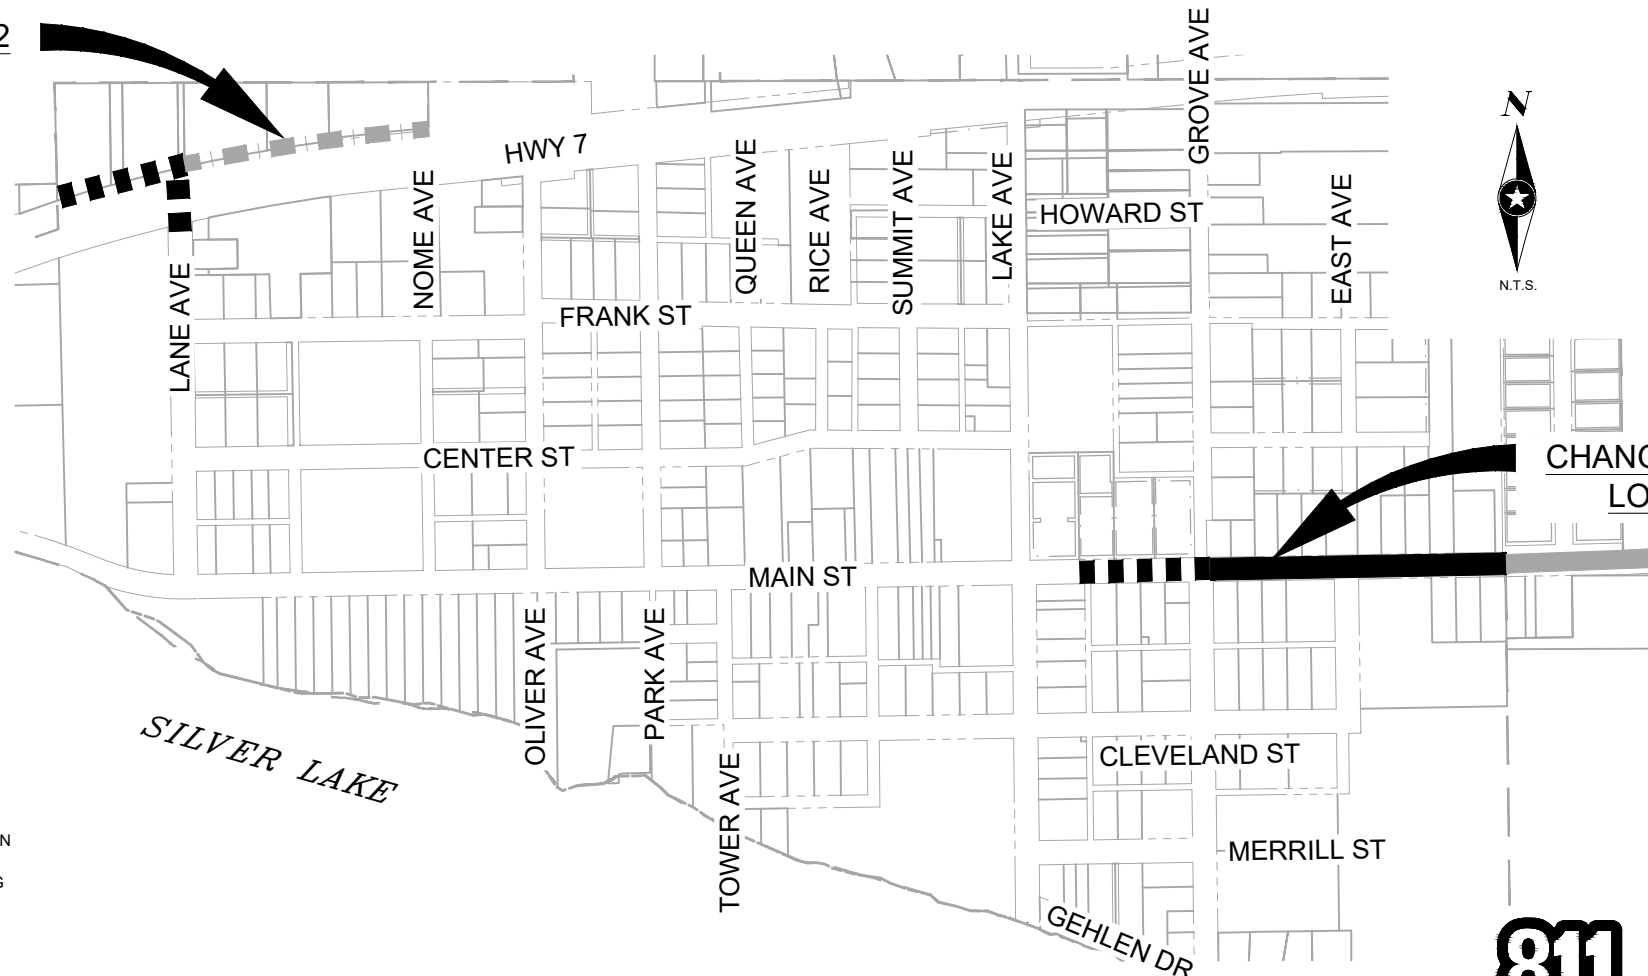 2
GROVE AVE
N
HWY 7
NOME AVE
QUEEN AVE
RICE AVE
SUMMIT AVE
LAKE AVE
HOWARD ST
EAST AVE
N.T.S.
LANE AVE
FRANK ST
CENTER ST
CHANG
LO
MAIN ST
OLIVER AVE
PARK AVE
SILVER LAKE
TOWER AVE
CLEVELAND ST
N
MERRILL ST
G
GEHLEN DR
811